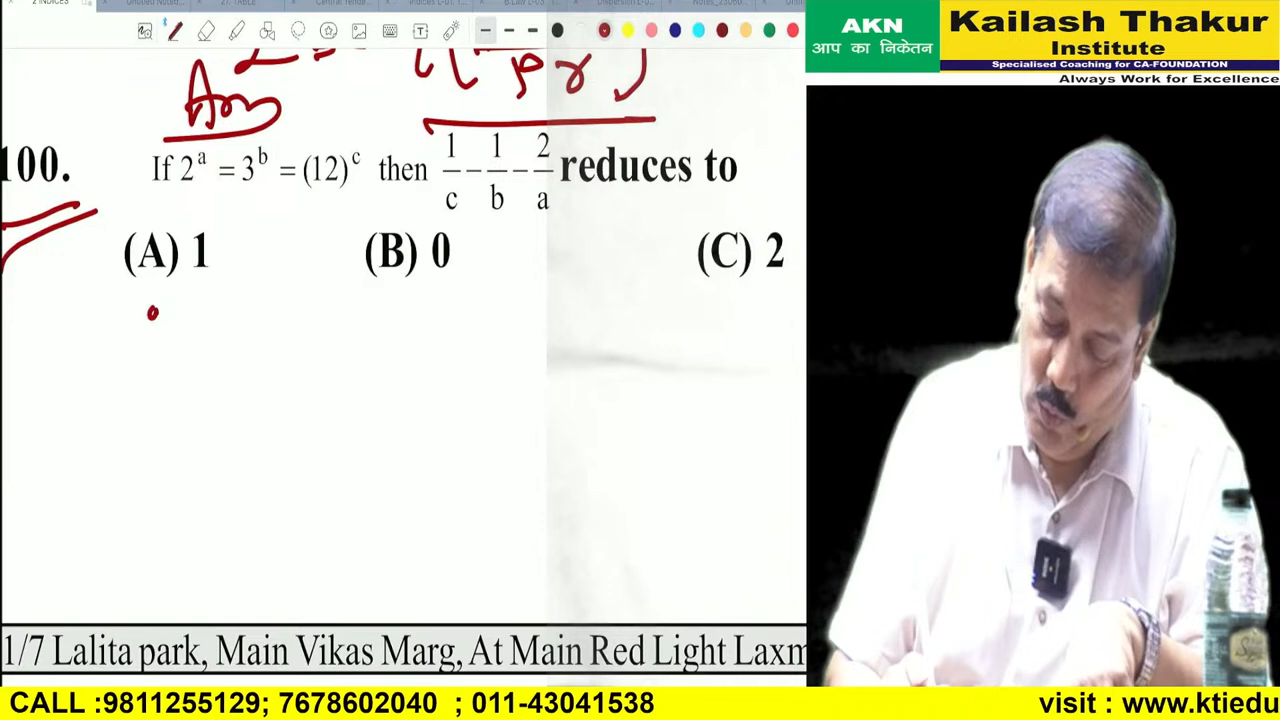 2 INDICES
AKN
आप का निकेतन
Kailash Thakur
Institute
Specialised Coaching for CA-FOUNDATION
Always Work for Excellence
Ans
100. If 2^a = 3^b = (12)^c then 1/c − 1/b − 2/a reduces to
(A) 1 (B) 0 (C) 2
1/7 Lalita park, Main Vikas Marg, At Main Red Light Laxm
CALL :9811255129; 7678602040 ; 011-43041538
visit : www.ktiedu